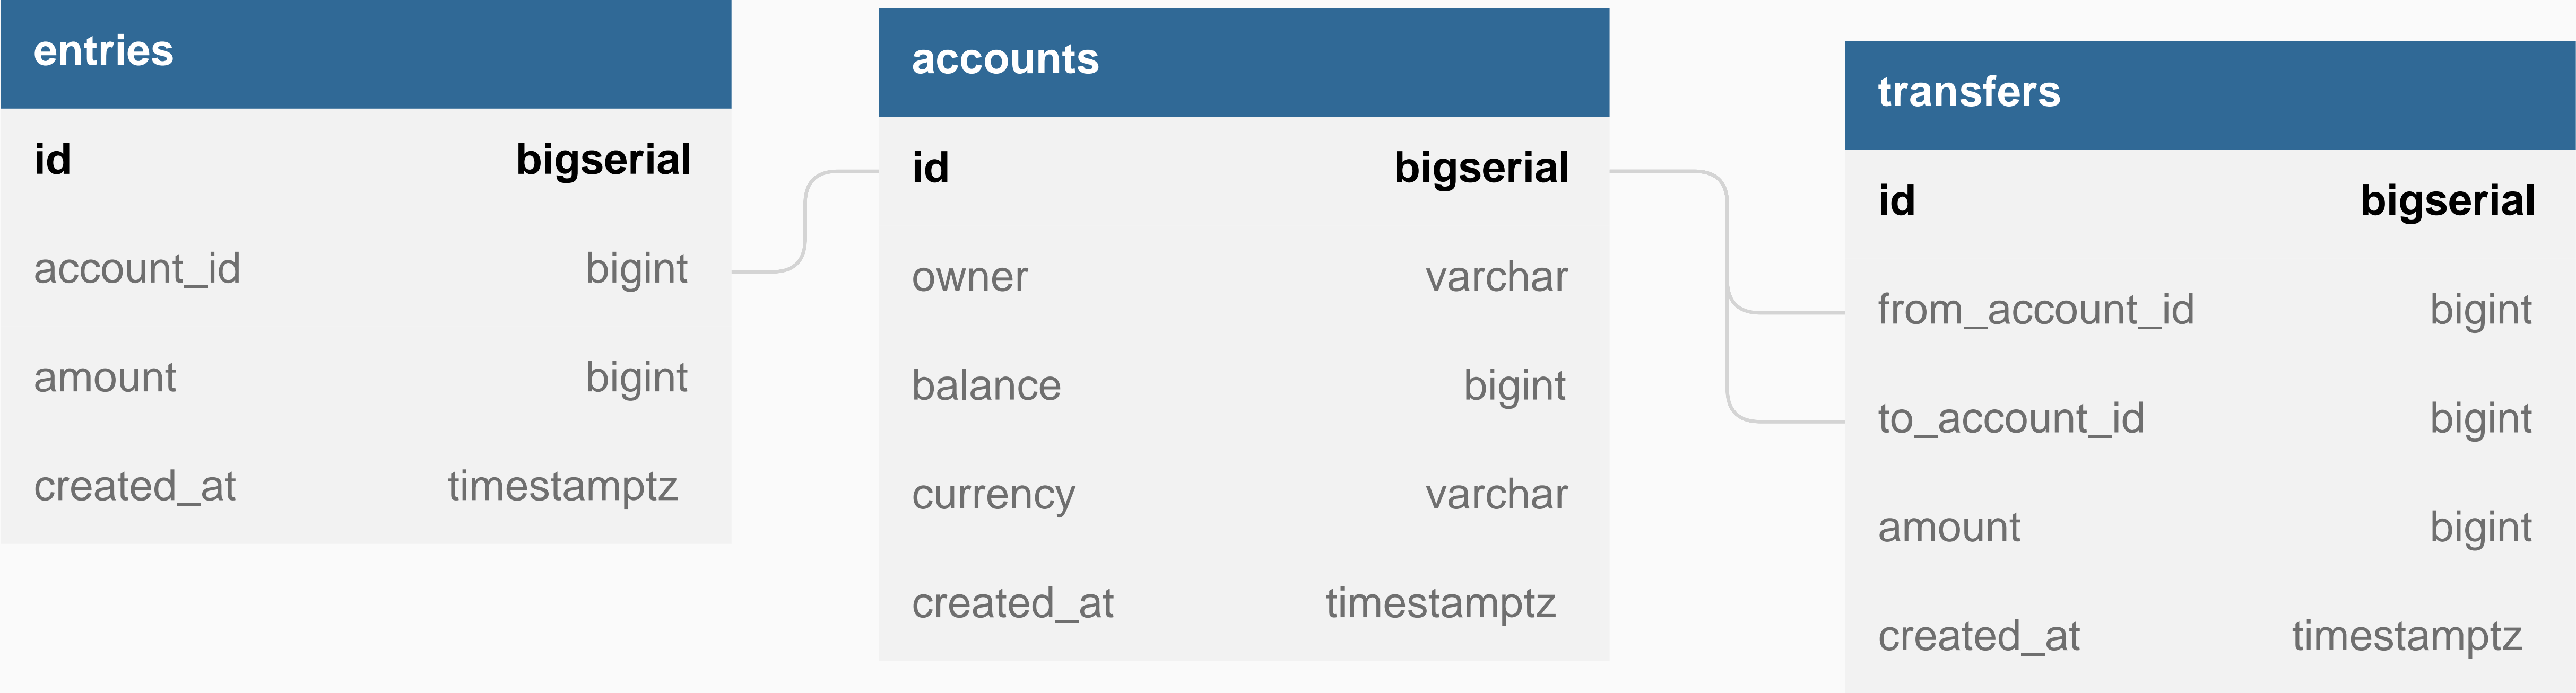 entries
id bigserial
account_id bigint
amount bigint
created_at timestamptz
accounts
id bigserial
owner varchar
balance bigint
currency varchar
created_at timestamptz
transfers
id bigserial
from_account_id bigint
to_account_id bigint
amount bigint
created_at timestamptz